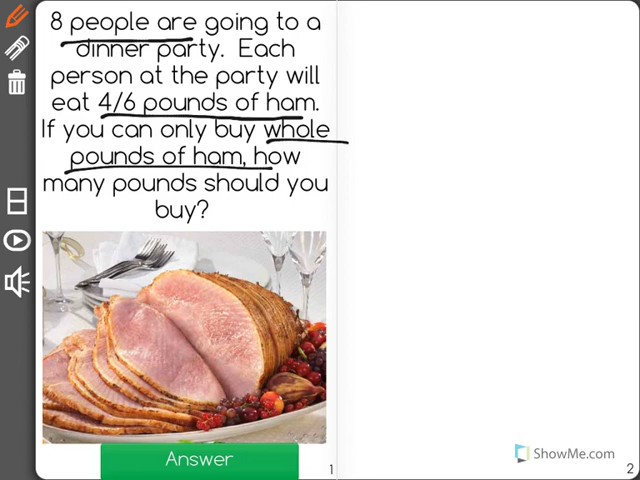 8 people are going to a
dinner party. Each
person at the party will
eat 4/6 pounds of ham.
If you can only buy whole
pounds of ham, how
many pounds should you
buy?
Answer
1
ShowMe.com
2